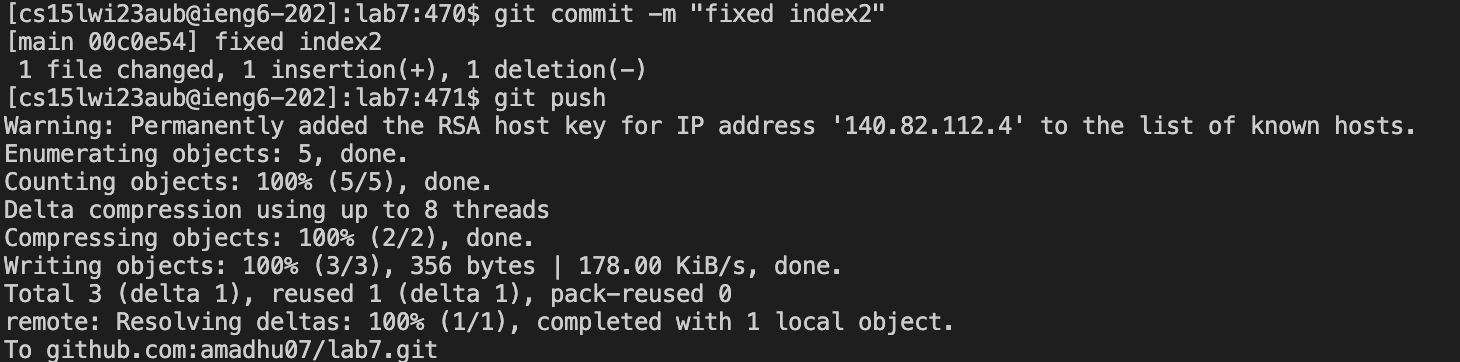 [cs15lwi23aub@ieng6-202]:lab7:470$ git commit -m "fixed index2"
[main 00c0e54] fixed index2
 1 file changed, 1 insertion(+), 1 deletion(-)
[cs15lwi23aub@ieng6-202]:lab7:471$ git push
Warning: Permanently added the RSA host key for IP address '140.82.112.4' to the list of known hosts.
Enumerating objects: 5, done.
Counting objects: 100% (5/5), done.
Delta compression using up to 8 threads
Compressing objects: 100% (2/2), done.
Writing objects: 100% (3/3), 356 bytes | 178.00 KiB/s, done.
Total 3 (delta 1), reused 1 (delta 1), pack-reused 0
remote: Resolving deltas: 100% (1/1), completed with 1 local object.
To github.com:amadhu07/lab7.git